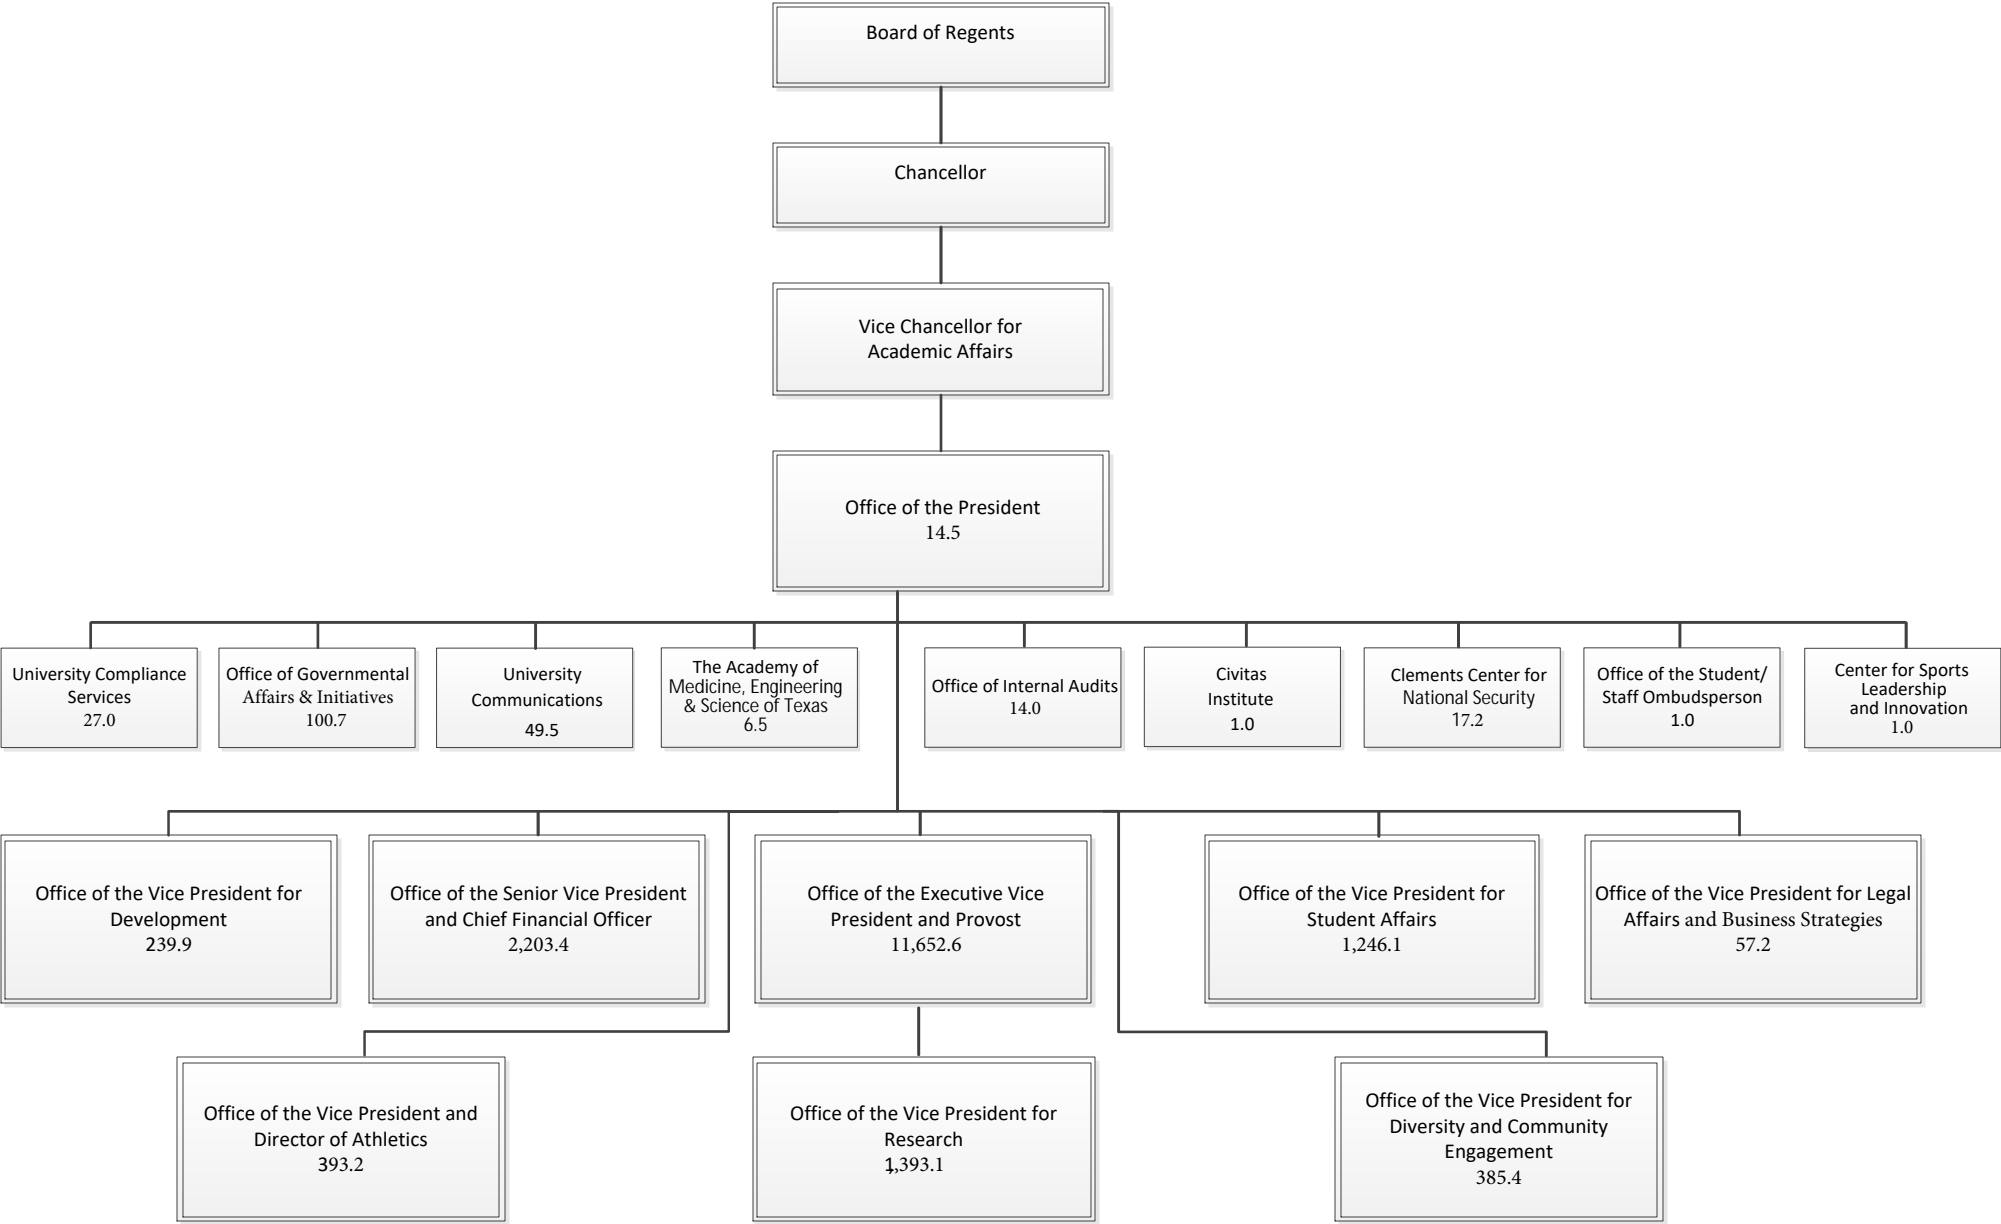 Board of Regents
Chancellor
Vice Chancellor for
Academic Affairs
Office of the President
14.5
University Compliance
Services
27.0
Office of Governmental
Affairs & Initiatives
100.7
University
Communications
49.5
The Academy of
Medicine, Engineering
& Science of Texas
6.5
Office of Internal Audits
14.0
Civitas
Institute
1.0
Clements Center for
National Security
17.2
Office of the Student/
Staff Ombudsperson
1.0
Center for Sports
Leadership
and Innovation
1.0
Office of the Vice President for
Development
239.9
Office of the Senior Vice President
and Chief Financial Officer
2,203.4
Office of the Executive Vice
President and Provost
11,652.6
Office of the Vice President for
Student Affairs
1,246.1
Office of the Vice President for Legal
Affairs and Business Strategies
57.2
Office of the Vice President and
Director of Athletics
393.2
Office of the Vice President for
Research
1,393.1
Office of the Vice President for
Diversity and Community
Engagement
385.4